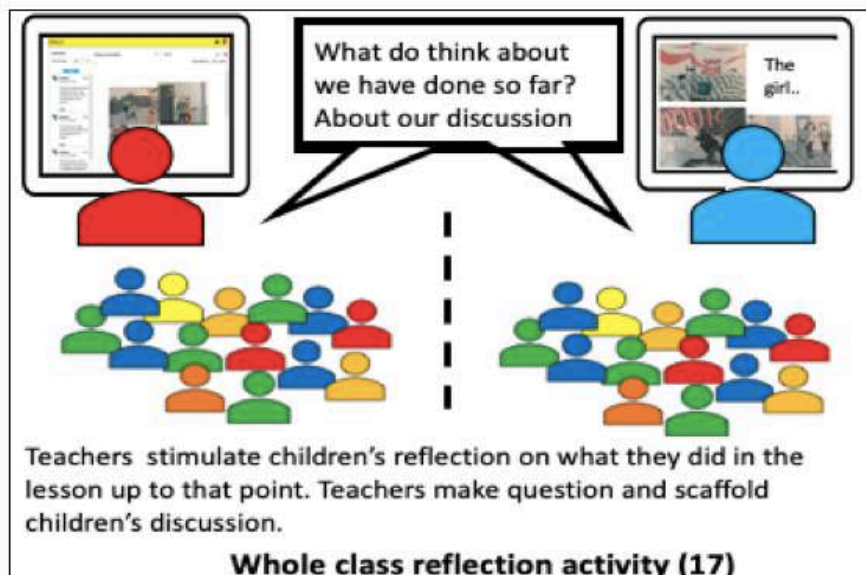 What do think about
we have done so far?
About our discussion
The
girl..
Teachers stimulate children's reflection on what they did in the
lesson up to that point. Teachers make question and scaffold
children's discussion.
Whole class reflection activity (17)